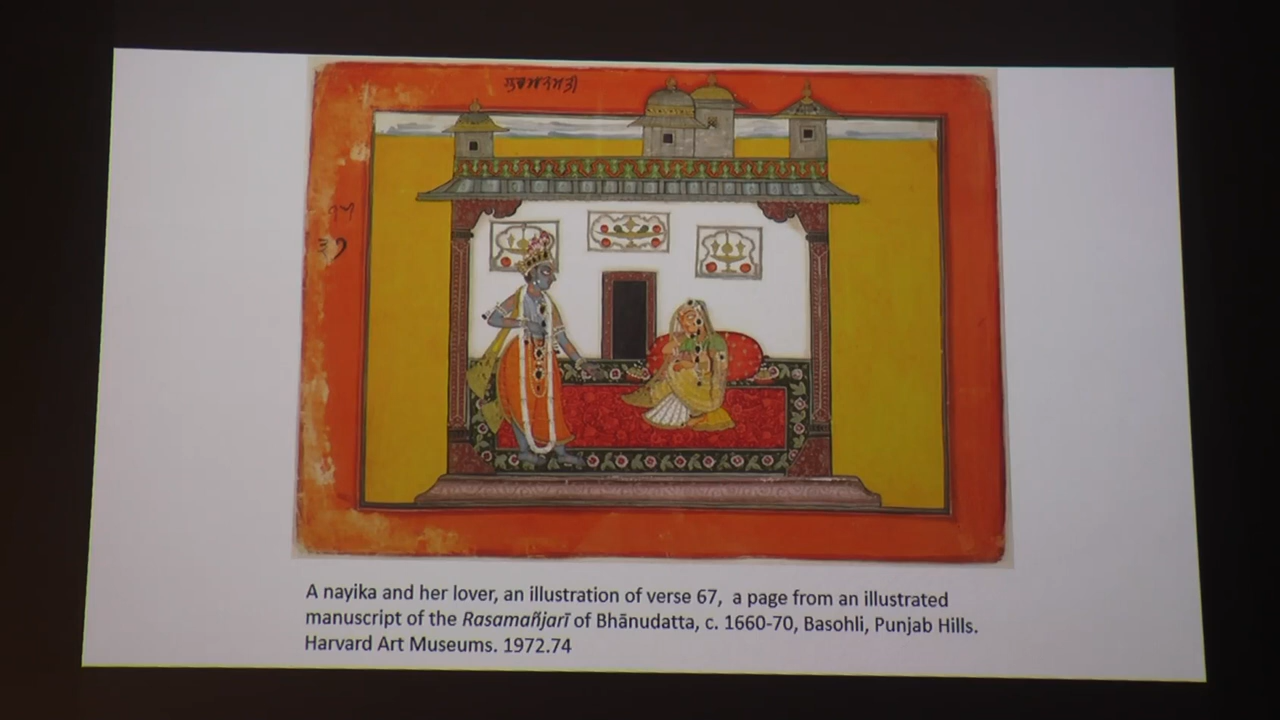 A nayika and her lover, an illustration of verse 67, a page from an illustrated
manuscript of the Rasamañjarī of Bhānudatta, c. 1660-70, Basohli, Punjab Hills.
Harvard Art Museums. 1972.74